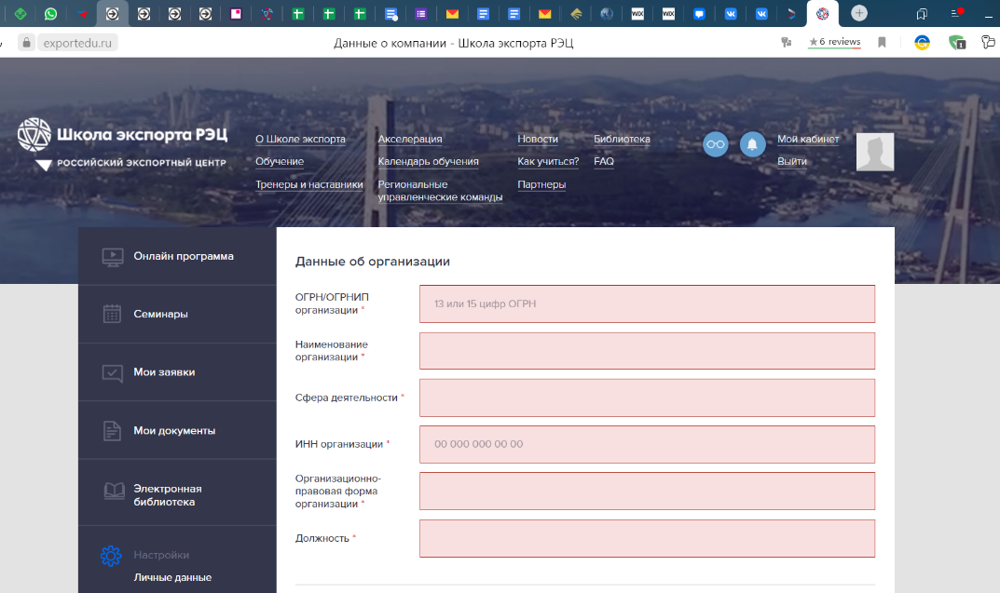 exportedu.ru
Данные о компании - Школа экспорта РЭЦ
★6 reviews
1
WIX
WIX
Школа экспорта РЭЦ
РОССИЙСКИЙ ЭКСПОРТНЫЙ ЦЕНТР
О Школе экспорта
Обучение
Тренеры и наставники
Акселерация
Календарь обучения
Региональные
управленческие команды
Новости
Как учиться?
Партнеры
Библиотека
FAQ
Мой кабинет
Выйти
Онлайн программа
Семинары
Мои заявки
Мои документы
Электронная
библиотека
Настройки
Личные данные
Данные об организации
ОГРН/ОГРНИП
организации *
13 или 15 цифр ОГРН
Наименование
организации *
Сфера деятельности *
ИНН организации *
00 000 000 00 00
Организационно-
правовая форма
организации *
Должность *